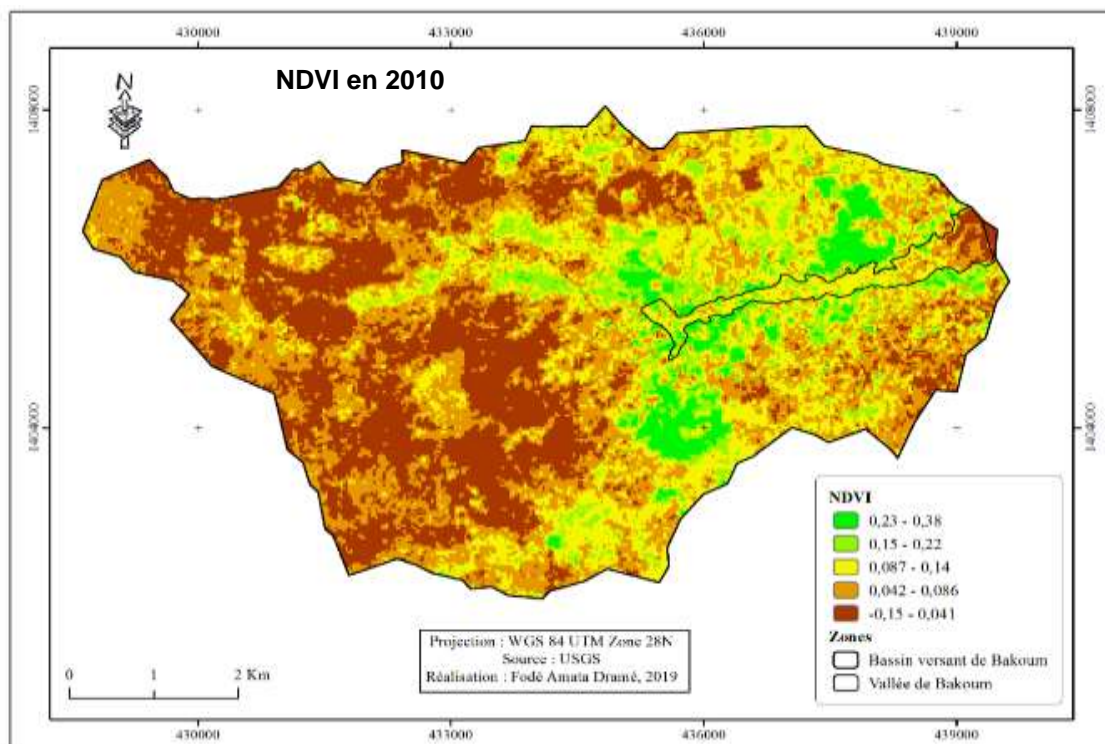 430000 433000 436000 439000
N
NDVI en 2010
1408000 1408000
1404000 1404000
NDVI
0,23 - 0,38
0,15 - 0,22
0,087 - 0,14
0,042 - 0,086
-0,15 - 0,041
Zones
Bassin versant de Bakoum
Vallée de Bakoum
Projection : WGS 84 UTM Zone 28N
Source : USGS
Réalisation : Fodé Amata Dramé, 2019
0 1 2 Km
430000 433000 436000 439000